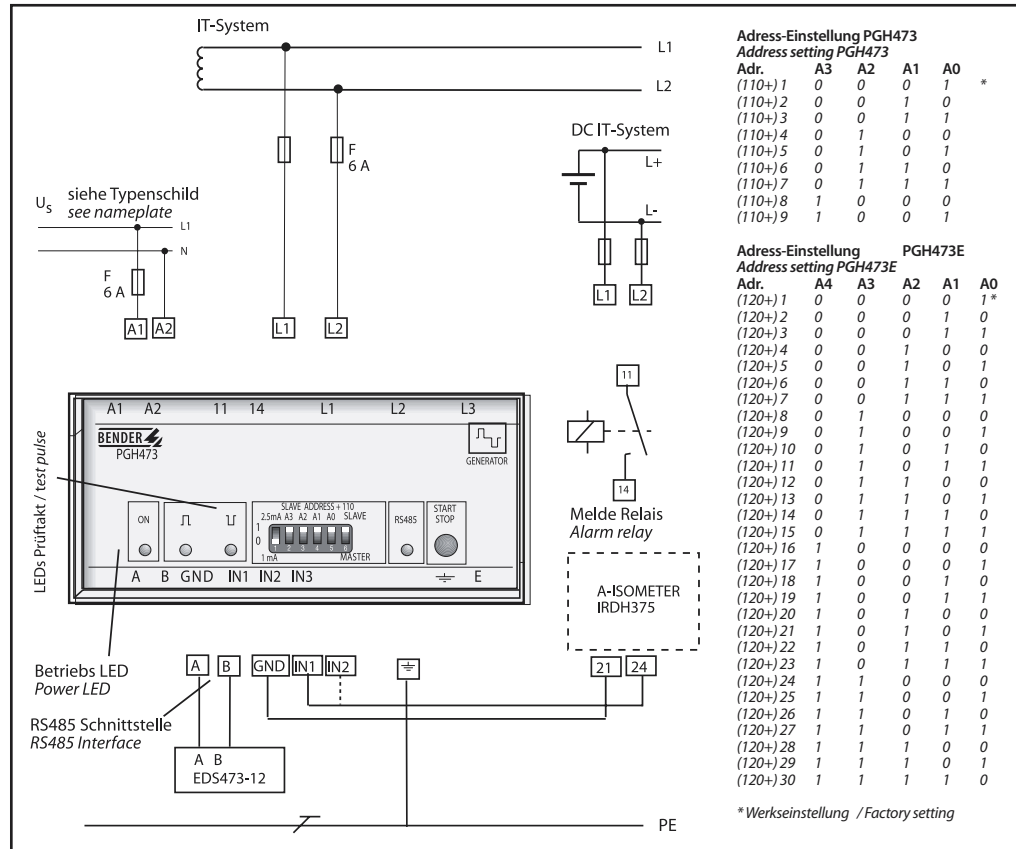 IT-System
L1
L2
F
6 A
DC IT-System
L+
L-
L1 L2
U_S siehe Typenschild
see nameplate
L1
N
F
6 A
A1 A2
L1 L2
A1 A2 11 14 L1 L2 L3
BENDER
PGH473
GENERATOR
LEDs Prüftakt / test pulse
ON
SLAVE ADDRESS + 110
2.5mA A3 A2 A1 A0 SLAVE
1
0
1 2 3 4 5 6
1 mA MASTER
RS485
START
STOP
A B GND IN1 IN2 IN3 E
11
14
Melde Relais
Alarm relay
A-ISOMETER
IRDH375
21 24
Betriebs LED
Power LED
A B GND IN1 IN2
RS485 Schnittstelle
RS485 Interface
A B
EDS473-12
PE
Adress-Einstellung PGH473
Address setting PGH473
Adr. A3 A2 A1 A0
(110+) 1 0 0 0 1 *
(110+) 2 0 0 1 0
(110+) 3 0 0 1 1
(110+) 4 0 1 0 0
(110+) 5 0 1 0 1
(110+) 6 0 1 1 0
(110+) 7 0 1 1 1
(110+) 8 1 0 0 0
(110+) 9 1 0 0 1
Adress-Einstellung PGH473E
Address setting PGH473E
Adr. A4 A3 A2 A1 A0
(120+) 1 0 0 0 0 1 *
(120+) 2 0 0 0 1 0
(120+) 3 0 0 0 1 1
(120+) 4 0 0 1 0 0
(120+) 5 0 0 1 0 1
(120+) 6 0 0 1 1 0
(120+) 7 0 0 1 1 1
(120+) 8 0 1 0 0 0
(120+) 9 0 1 0 0 1
(120+) 10 0 1 0 1 0
(120+) 11 0 1 0 1 1
(120+) 12 0 1 1 0 0
(120+) 13 0 1 1 0 1
(120+) 14 0 1 1 1 0
(120+) 15 0 1 1 1 1
(120+) 16 1 0 0 0 0
(120+) 17 1 0 0 0 1
(120+) 18 1 0 0 1 0
(120+) 19 1 0 0 1 1
(120+) 20 1 0 1 0 0
(120+) 21 1 0 1 0 1
(120+) 22 1 0 1 1 0
(120+) 23 1 0 1 1 1
(120+) 24 1 1 0 0 0
(120+) 25 1 1 0 0 1
(120+) 26 1 1 0 1 0
(120+) 27 1 1 0 1 1
(120+) 28 1 1 1 0 0
(120+) 29 1 1 1 0 1
(120+) 30 1 1 1 1 0
* Werkseinstellung / Factory setting